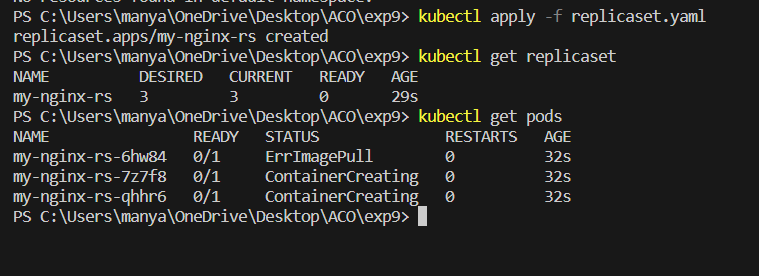 No resources found in default namespace.
PS C:\Users\manya\OneDrive\Desktop\ACO\exp9> kubectl apply -f replicaset.yaml
replicaset.apps/my-nginx-rs created
PS C:\Users\manya\OneDrive\Desktop\ACO\exp9> kubectl get replicaset
NAME          DESIRED   CURRENT   READY   AGE
my-nginx-rs   3         3         0       29s
PS C:\Users\manya\OneDrive\Desktop\ACO\exp9> kubectl get pods
NAME                READY   STATUS              RESTARTS   AGE
my-nginx-rs-6hw84   0/1     ErrImagePull        0          32s
my-nginx-rs-7z7f8   0/1     ContainerCreating   0          32s
my-nginx-rs-qhhr6   0/1     ContainerCreating   0          32s
PS C:\Users\manya\OneDrive\Desktop\ACO\exp9>